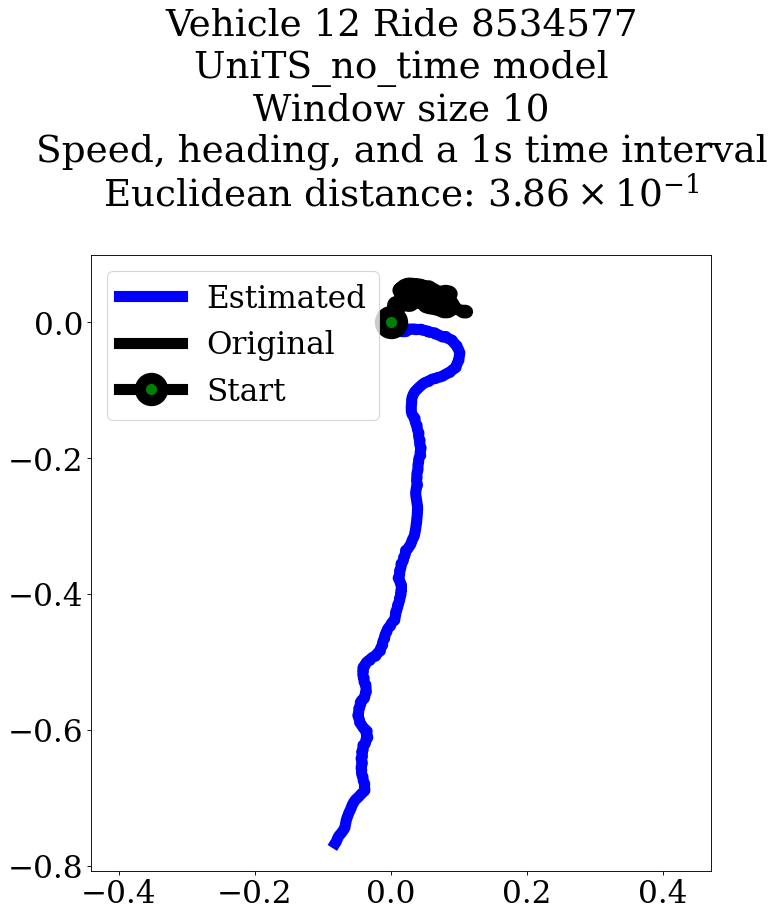 Vehicle 12 Ride 8534577
UniTS_no_time model
Window size 10
Speed, heading, and a 1s time interval
Euclidean distance: 3.86 × 10⁻¹
Estimated
Original
Start
0.0
−0.2
−0.4
−0.6
−0.8
−0.4 −0.2 0.0 0.2 0.4